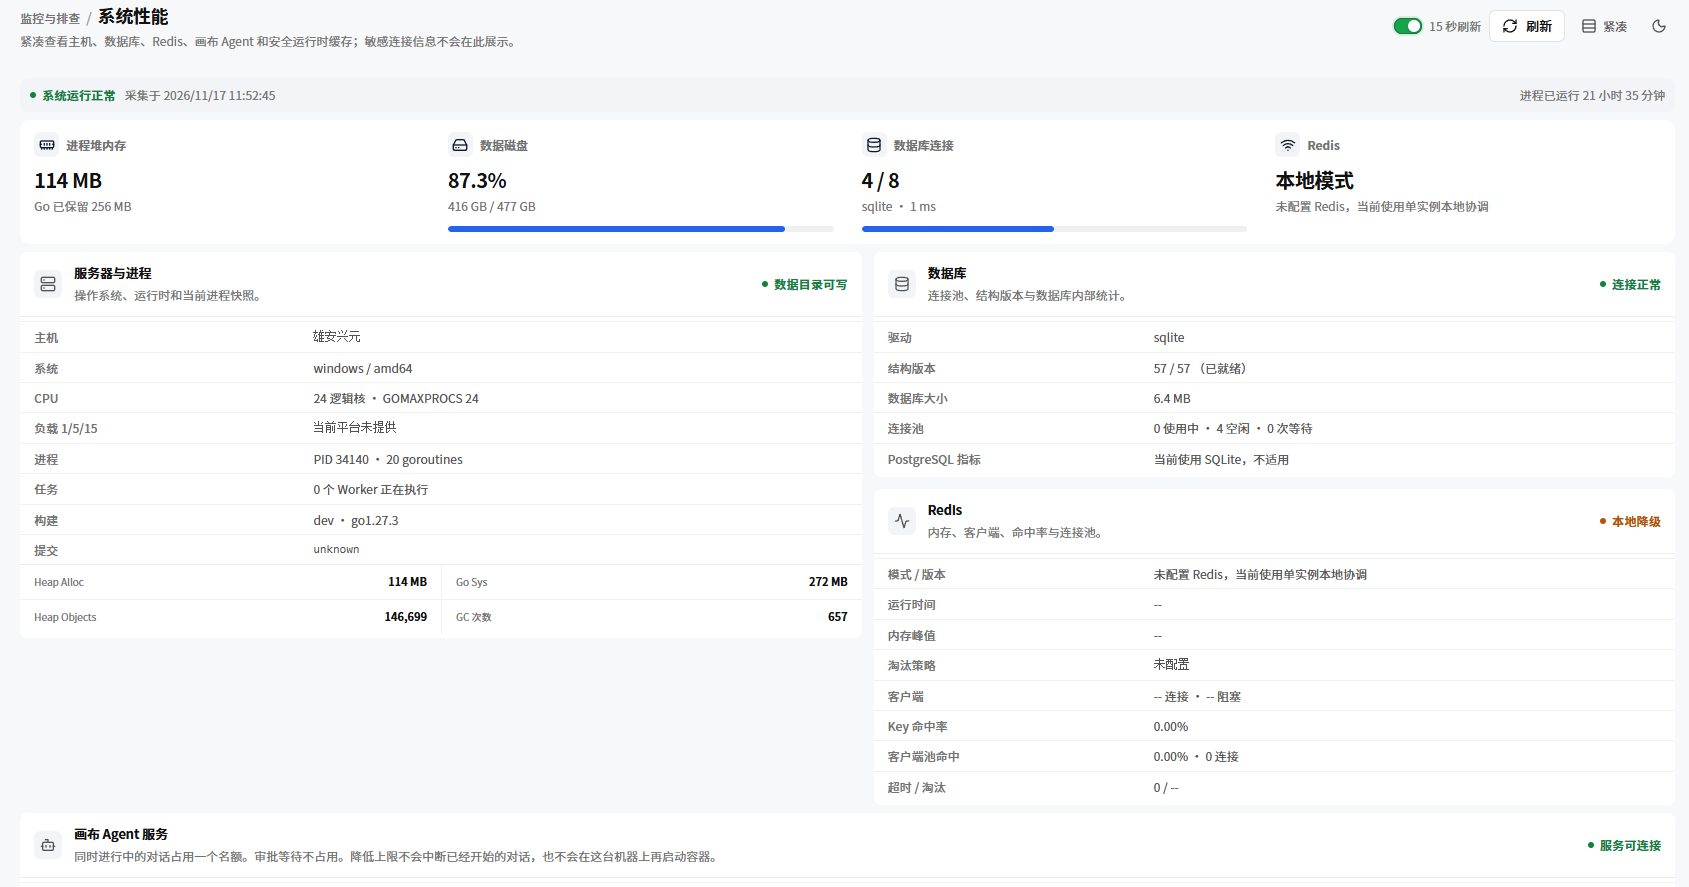 监控与排查 / 系统性能
紧凑查看主机、数据库、Redis、画布 Agent 和安全运行时缓存；敏感连接信息不会在此展示。
15 秒刷新 刷新 紧凑
系统运行正常 采集于 2026/11/17 11:52:45
进程已运行 21 小时 35 分钟
进程堆内存
114 MB
Go 已保留 256 MB
数据磁盘
87.3%
416 GB / 477 GB
数据库连接
4 / 8
sqlite · 1 ms
Redis
本地模式
未配置 Redis，当前使用单实例本地协调
服务器与进程
操作系统、运行时和当前进程快照。
数据目录可写
主机 雄安兴元
系统 windows / amd64
CPU 24 逻辑核 · GOMAXPROCS 24
负载 1/5/15 当前平台未提供
进程 PID 34140 · 20 goroutines
任务 0 个 Worker 正在执行
构建 dev · go1.27.3
提交 unknown
Heap Alloc 114 MB Go Sys 272 MB
Heap Objects 146,699 GC 次数 657
数据库
连接池、结构版本与数据库内部统计。
连接正常
驱动 sqlite
结构版本 57 / 57 （已就绪）
数据库大小 6.4 MB
连接池 0 使用中 · 4 空闲 · 0 次等待
PostgreSQL 指标 当前使用 SQLite，不适用
Redis
内存、客户端、命中率与连接池。
本地降级
模式 / 版本 未配置 Redis，当前使用单实例本地协调
运行时间 --
内存峰值 --
淘汰策略 未配置
客户端 -- 连接 · -- 阻塞
Key 命中率 0.00%
客户端池命中 0.00% · 0 连接
超时 / 淘汰 0 / --
画布 Agent 服务
同时进行中的对话占用一个名额。审批等待不占用。降低上限不会中断已经开始的对话，也不会在这台机器上再启动容器。
服务可连接